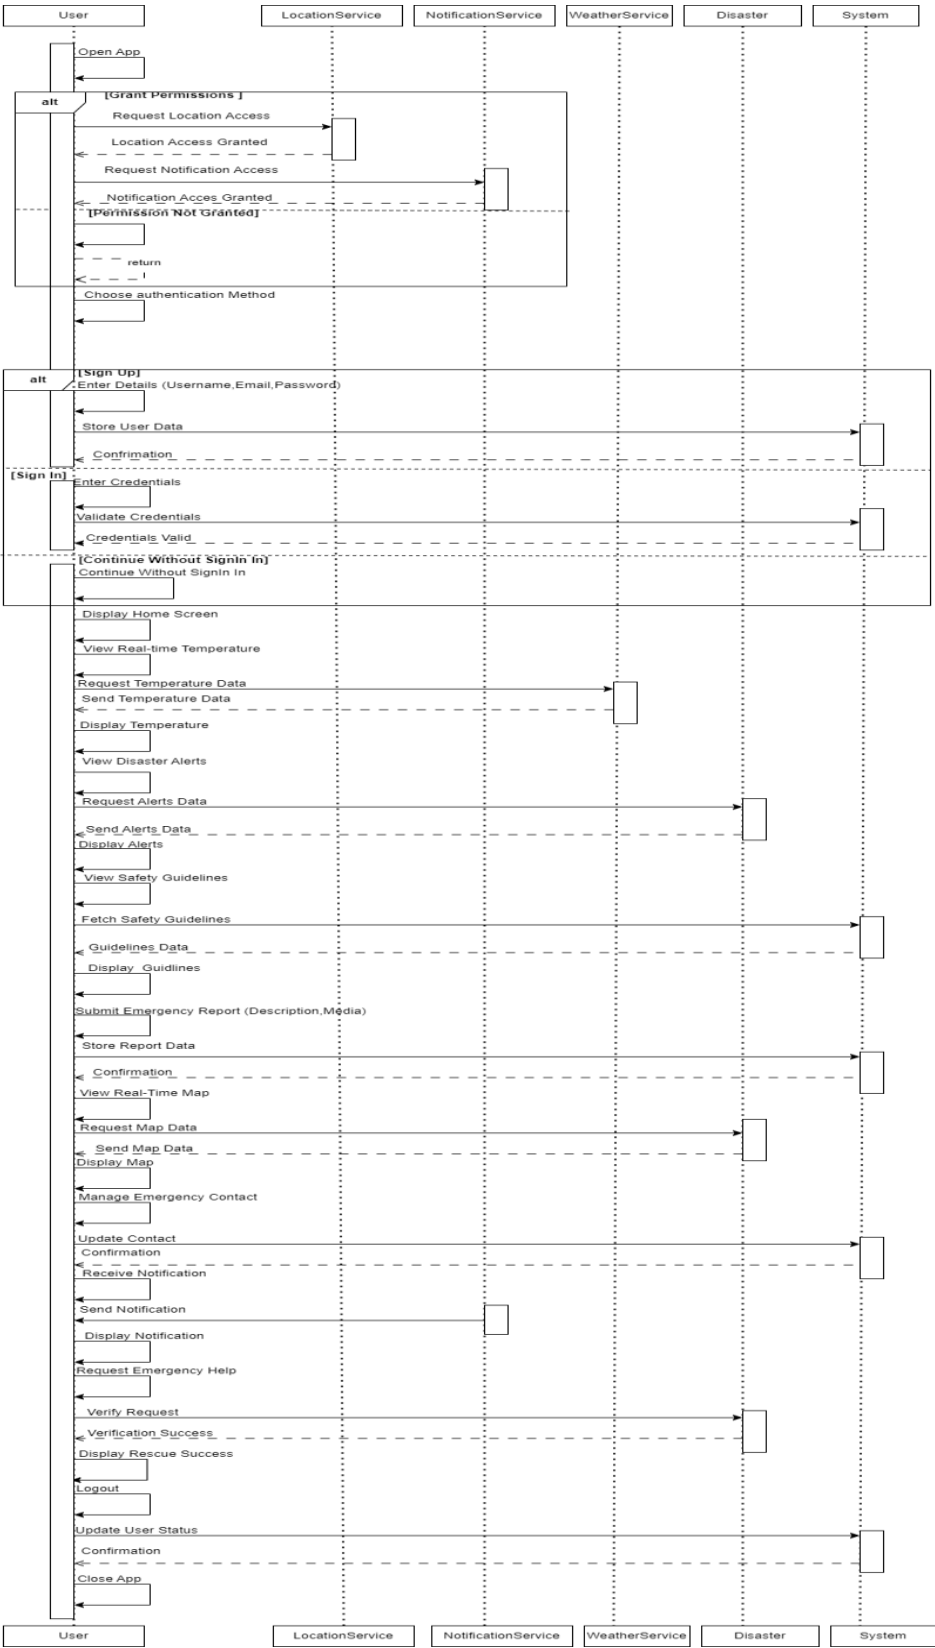 User LocationService NotificationService WeatherService Disaster System
Open App
alt [Grant Permissions ]
Request Location Access
Location Access Granted
Request Notification Access
Notification Acces Granted
[Permission Not Granted]
return
Choose authentication Method
alt [Sign Up]
Enter Details (Username,Email,Password)
Store User Data
Confrimation
[Sign In]
Enter Credentials
Validate Credentials
Credentials Valid
[Continue Without SignIn In]
Continue Without SignIn In
Display Home Screen
View Real-time Temperature
Request Temperature Data
Send Temperature Data
Display Temperature
View Disaster Alerts
Request Alerts Data
Send Alerts Data
Display Alerts
View Safety Guidelines
Fetch Safety Guidelines
Guidelines Data
Display Guidlines
Submit Emergency Report (Description,Media)
Store Report Data
Confirmation
View Real-Time Map
Request Map Data
Send Map Data
Display Map
Manage Emergency Contact
Update Contact
Confirmation
Receive Notification
Send Notification
Display Notification
Request Emergency Help
Verify Request
Verification Success
Display Rescue Success
Logout
Update User Status
Confirmation
Close App
User LocationService NotificationService WeatherService Disaster System